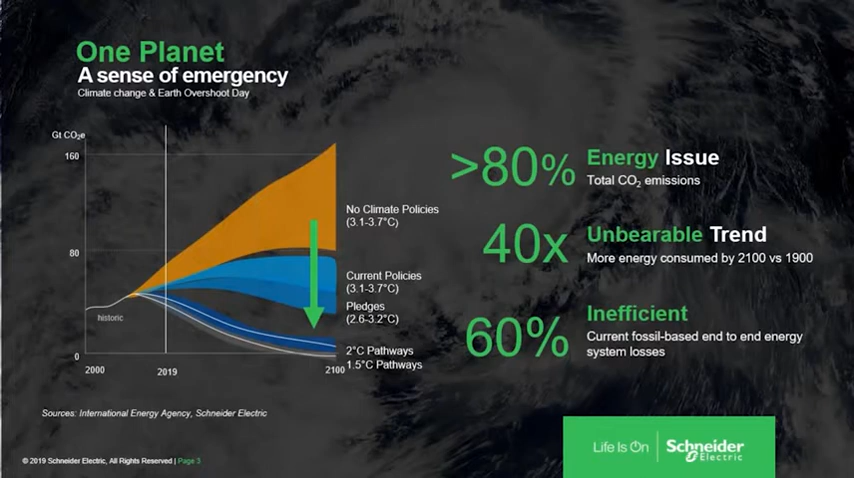 One Planet
A sense of emergency
Climate change & Earth Overshoot Day
Gt CO₂e
160
80
0
historic
2000
2019
2100
No Climate Policies
(3.1-3.7°C)
Current Policies
(3.1-3.7°C)
Pledges
(2.6-3.2°C)
2°C Pathways
1.5°C Pathways
>80%
Energy Issue
Total CO₂ emissions
40x
Unbearable Trend
More energy consumed by 2100 vs 1900
60%
Inefficient
Current fossil-based end to end energy
system losses
Sources: International Energy Agency, Schneider Electric
© 2019 Schneider Electric, All Rights Reserved | Page 3
Life Is On
Schneider
Electric